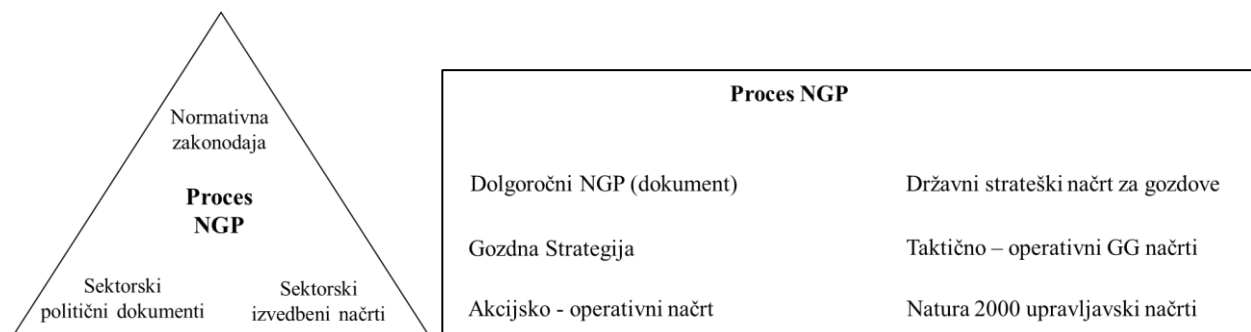 Normativna
zakonodaja
Proces
NGP
Sektorski
politični dokumenti
Sektorski
izvedbeni načrti
Proces NGP
Dolgoročni NGP (dokument)
Državni strateški načrt za gozdove
Gozdna Strategija
Taktično – operativni GG načrti
Akcijsko - operativni načrt
Natura 2000 upravljavski načrti